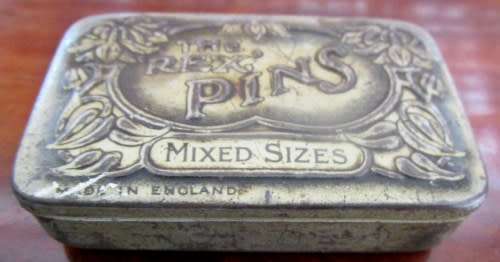 THE
"REX"
PINS
MIXED SIZES
MADE IN ENGLAND